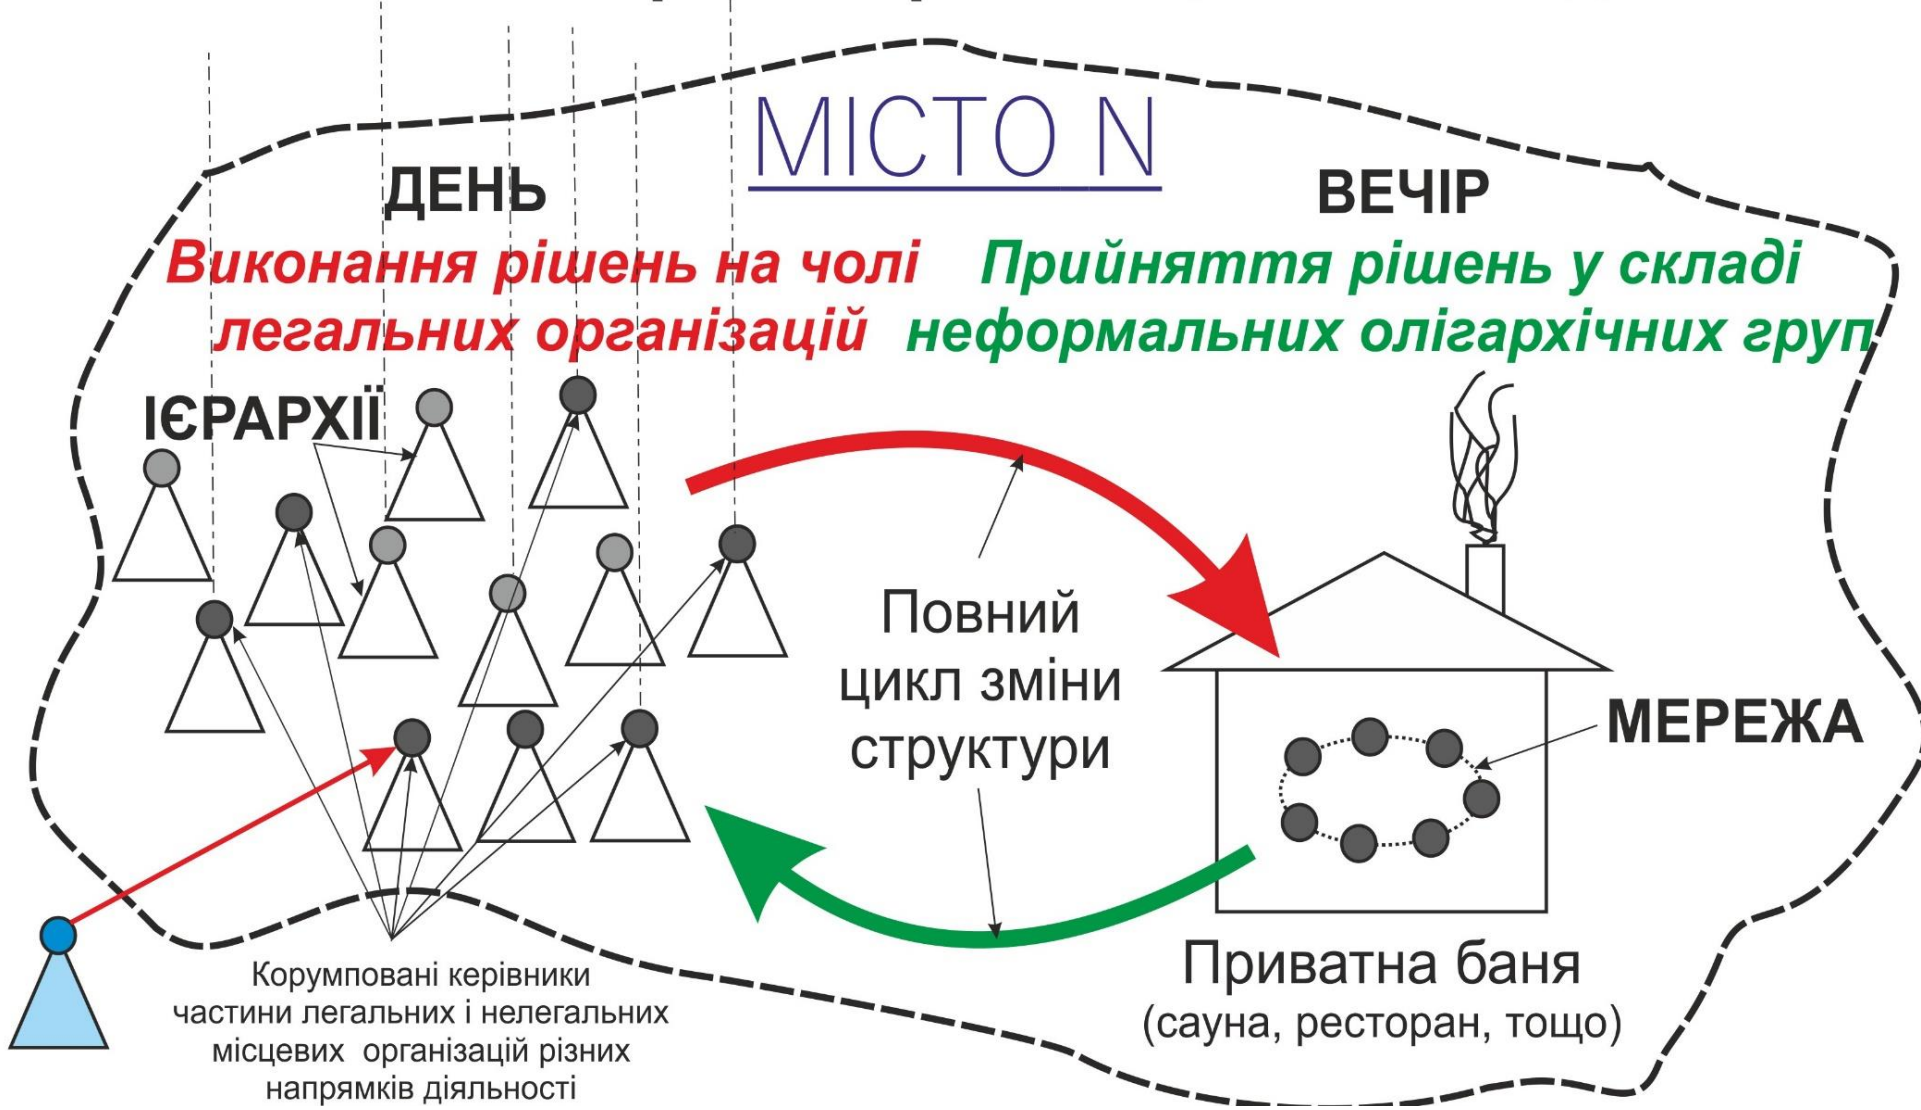 МІСТО N
ДЕНЬ
Виконання рішень на чолі
легальних організацій
ВЕЧІР
Прийняття рішень у складі
неформальних олігархічних груп
ІЄРАРХІЇ
Повний
цикл зміни
структури
МЕРЕЖА
Приватна баня
(сауна, ресторан, тощо)
Корумповані керівники
частини легальних і нелегальних
місцевих організацій різних
напрямків діяльності